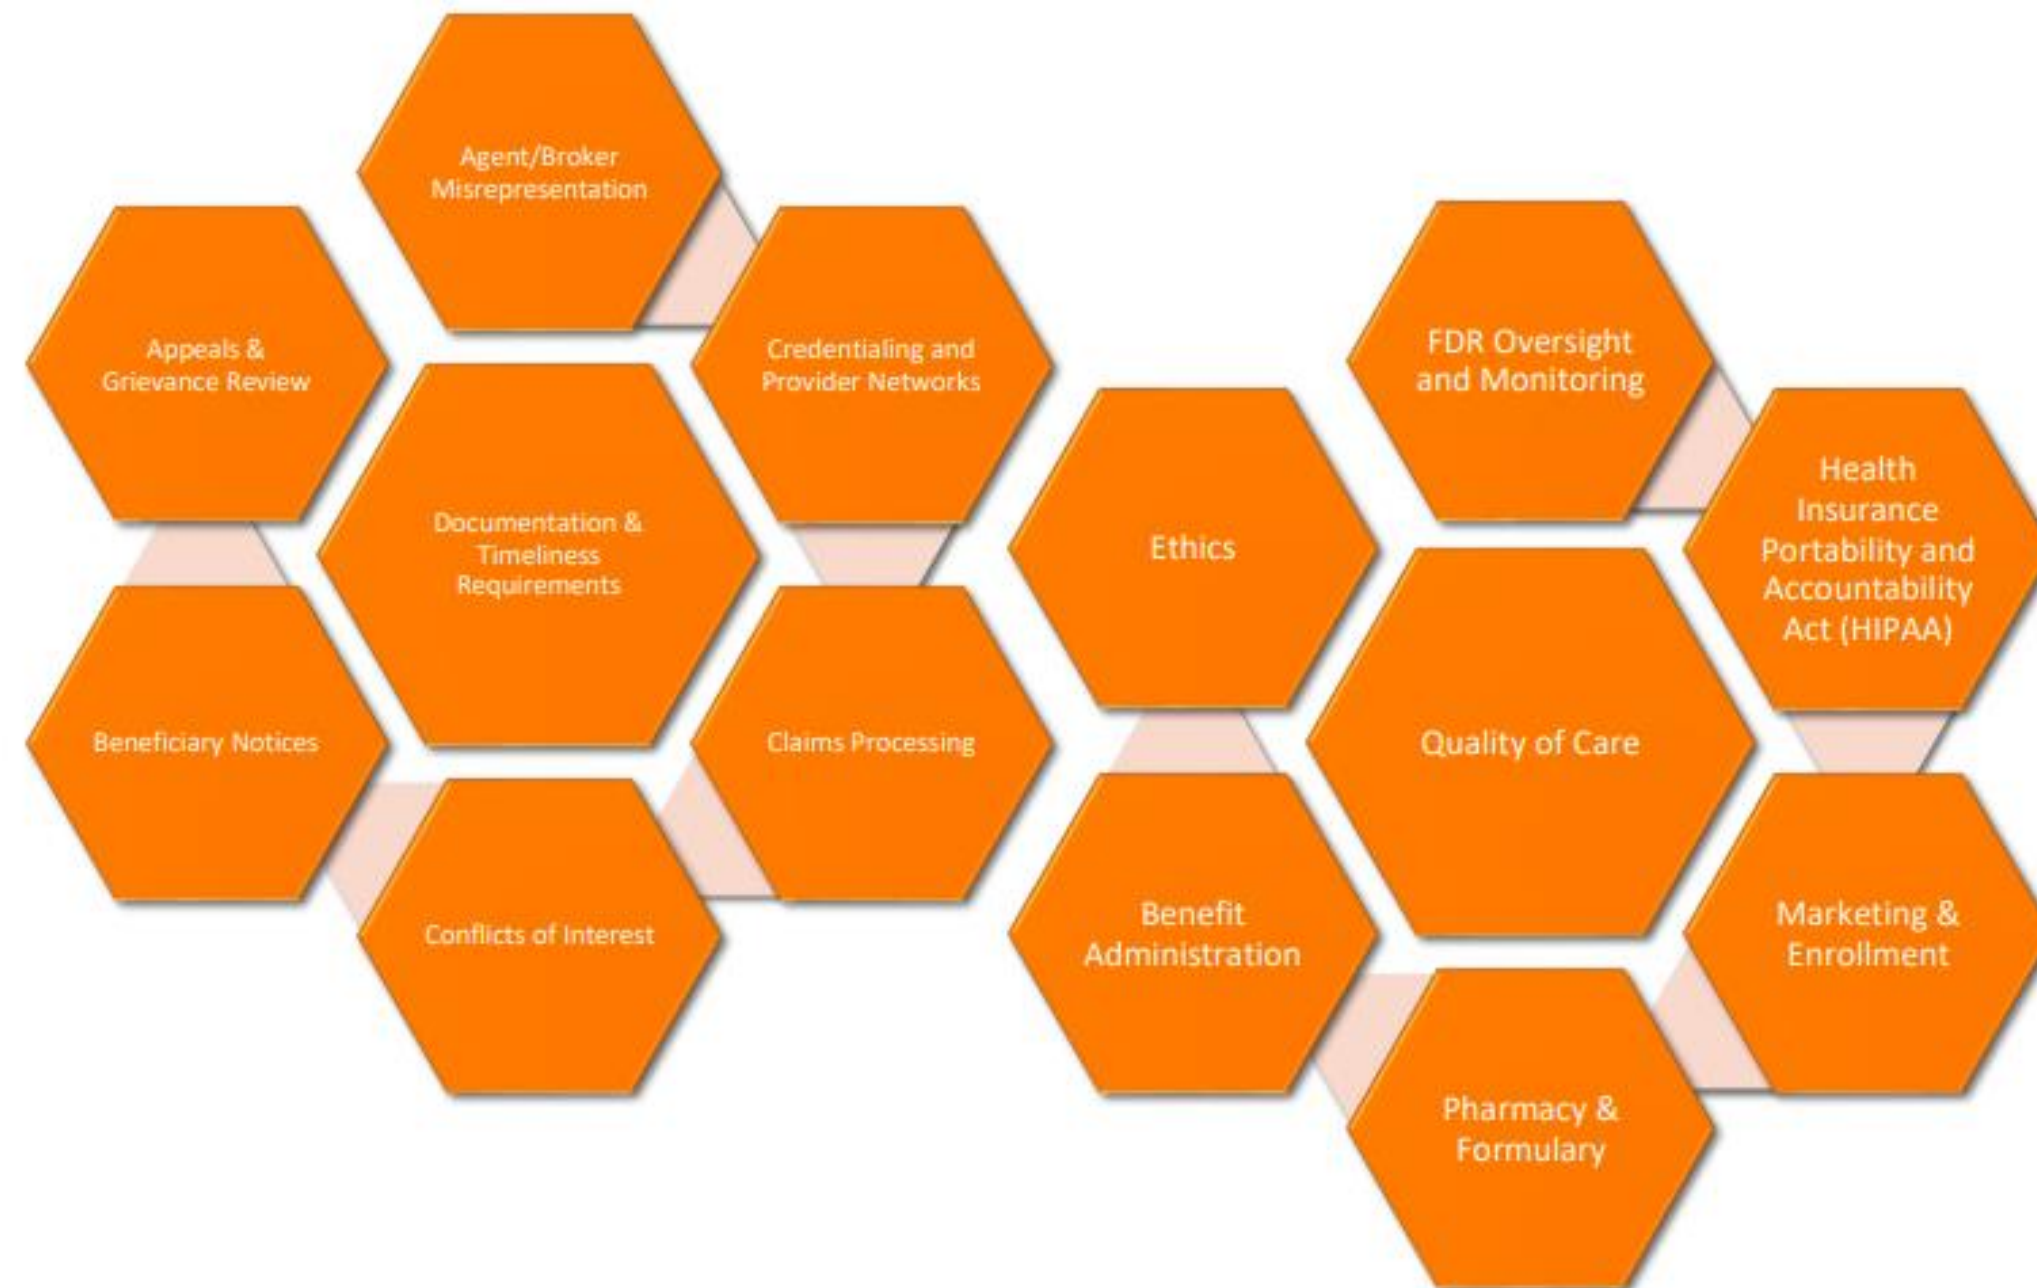 Agent/Broker
Misrepresentation
Appeals &
Grievance Review
Credentialing and
Provider Networks
Documentation &
Timeliness
Requirements
Beneficiary Notices
Claims Processing
Conflicts of Interest
FDR Oversight
and Monitoring
Ethics
Health
Insurance
Portability and
Accountability
Act (HIPAA)
Quality of Care
Benefit
Administration
Marketing &
Enrollment
Pharmacy &
Formulary